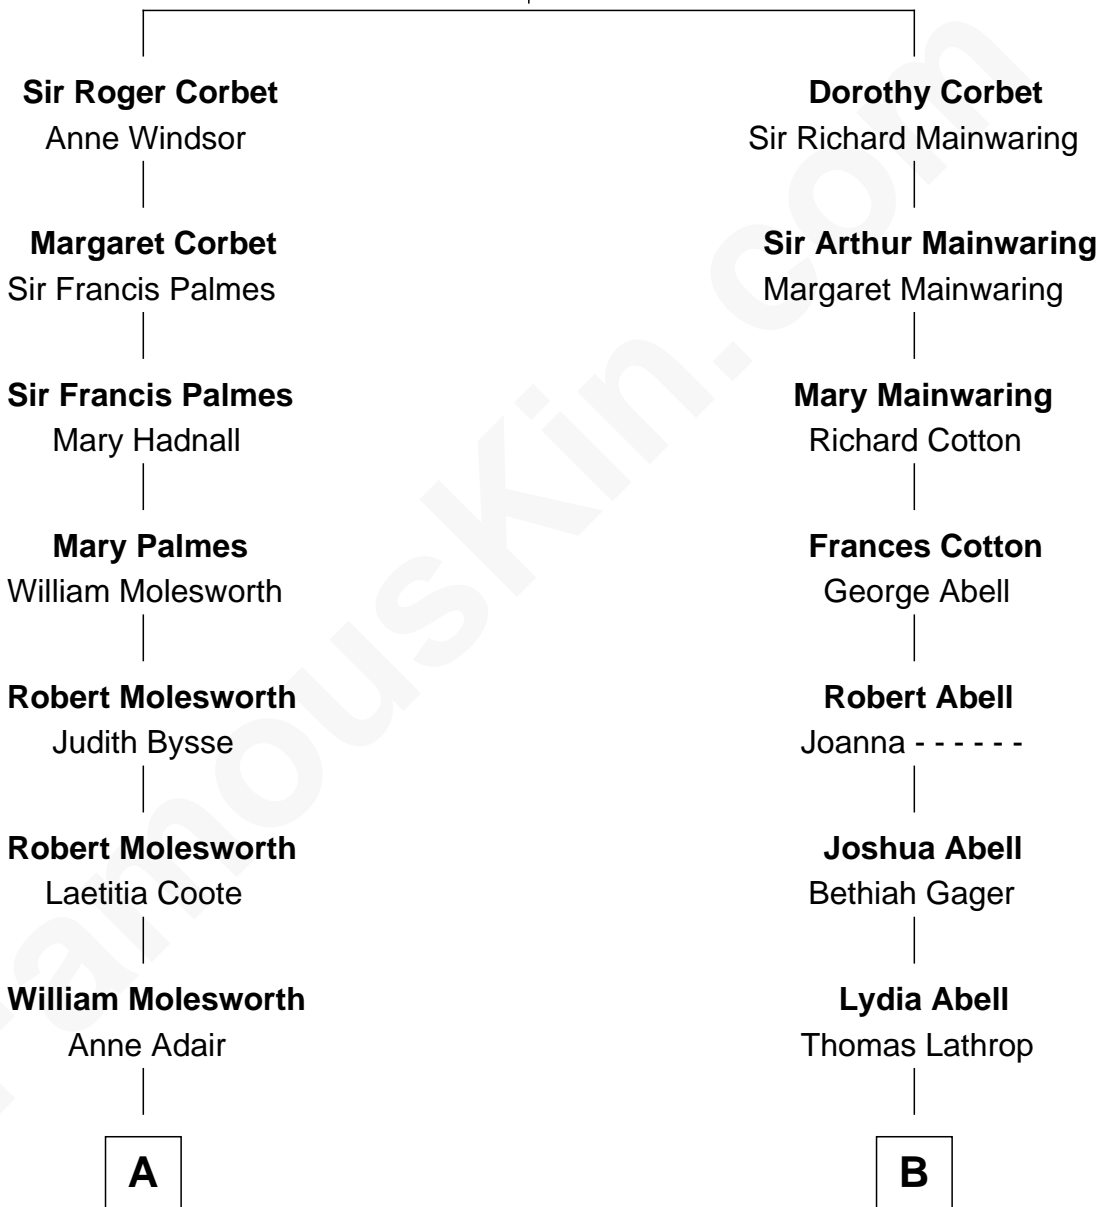 Sir Roger Corbet
Anne Windsor
Margaret Corbet
Sir Francis Palmes
Sir Francis Palmes
Mary Hadnall
Mary Palmes
William Molesworth
Robert Molesworth
Judith Bysse
Robert Molesworth
Laetitia Coote
William Molesworth
Anne Adair
A
Dorothy Corbet
Sir Richard Mainwaring
Sir Arthur Mainwaring
Margaret Mainwaring
Mary Mainwaring
Richard Cotton
Frances Cotton
George Abell
Robert Abell
Joanna - - - - - -
Joshua Abell
Bethiah Gager
Lydia Abell
Thomas Lathrop
B
FamousKin.com